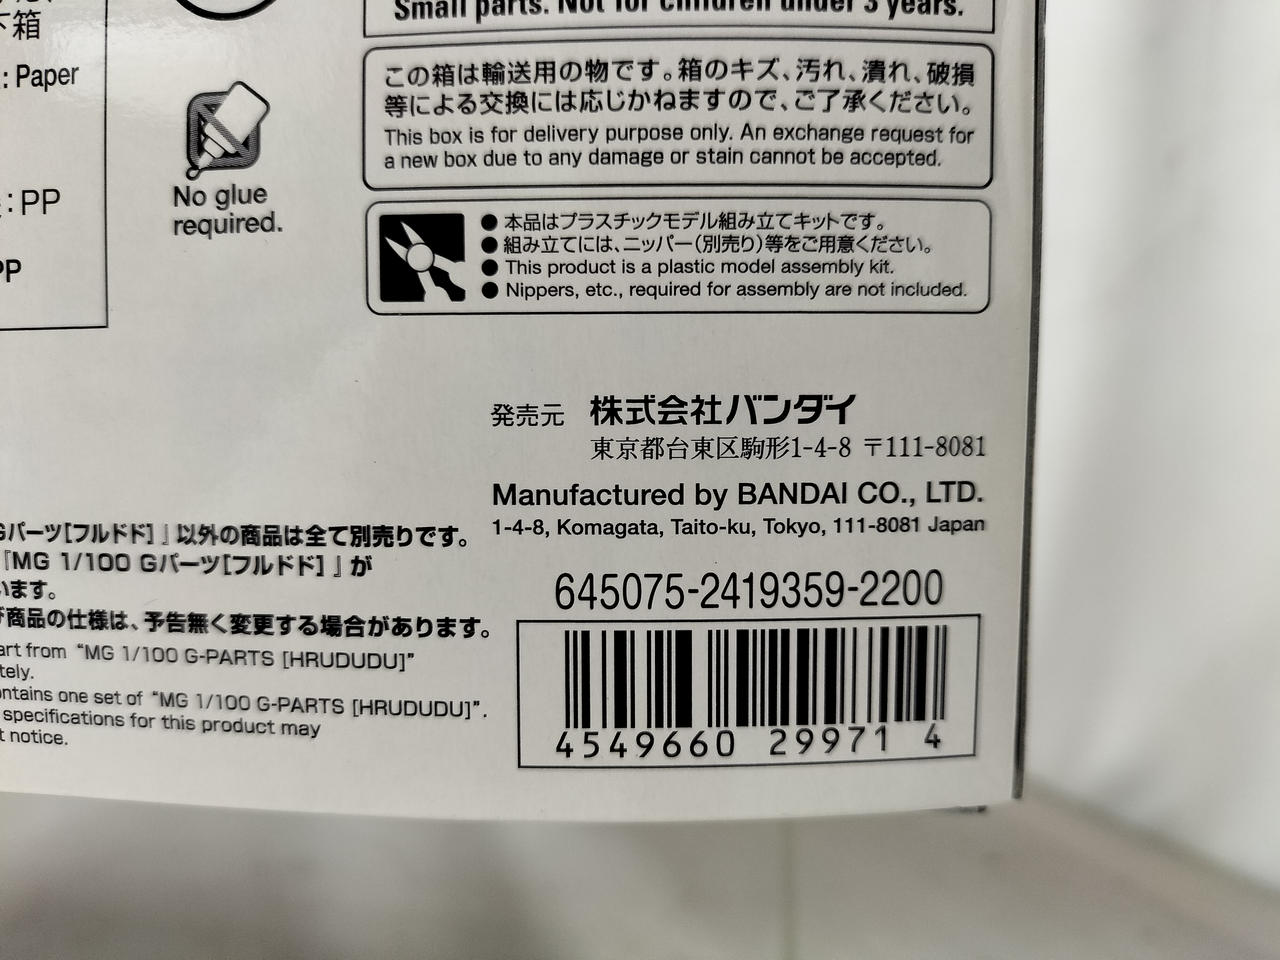 下箱
: Paper
: PP
PP
No glue
required.
Small parts. Not for children under 3 years.
この箱は輸送用の物です。箱のキズ、汚れ、潰れ、破損
等による交換には応じかねますので、ご了承ください。
This box is for delivery purpose only. An exchange request for
a new box due to any damage or stain cannot be accepted.
● 本品はプラスチックモデル組み立てキットです。
● 組み立てには、ニッパー(別売り)等をご用意ください。
● This product is a plastic model assembly kit.
● Nippers, etc., required for assembly are not included.
発売元 株式会社バンダイ
東京都台東区駒形1-4-8 〒111-8081
Manufactured by BANDAI CO., LTD.
1-4-8, Komagata, Taito-ku, Tokyo, 111-8081 Japan
Gパーツ[フルドド]』以外の商品は全て別売りです。
『MG 1/100 Gパーツ[フルドド]』が
います。
商品の仕様は、予告無く変更する場合があります。
art from “MG 1/100 G-PARTS [HRUDUDU]”
tely.
ntains one set of “MG 1/100 G-PARTS [HRUDUDU]”.
specifications for this product may
t notice.
645075-2419359-2200
4549660 299714